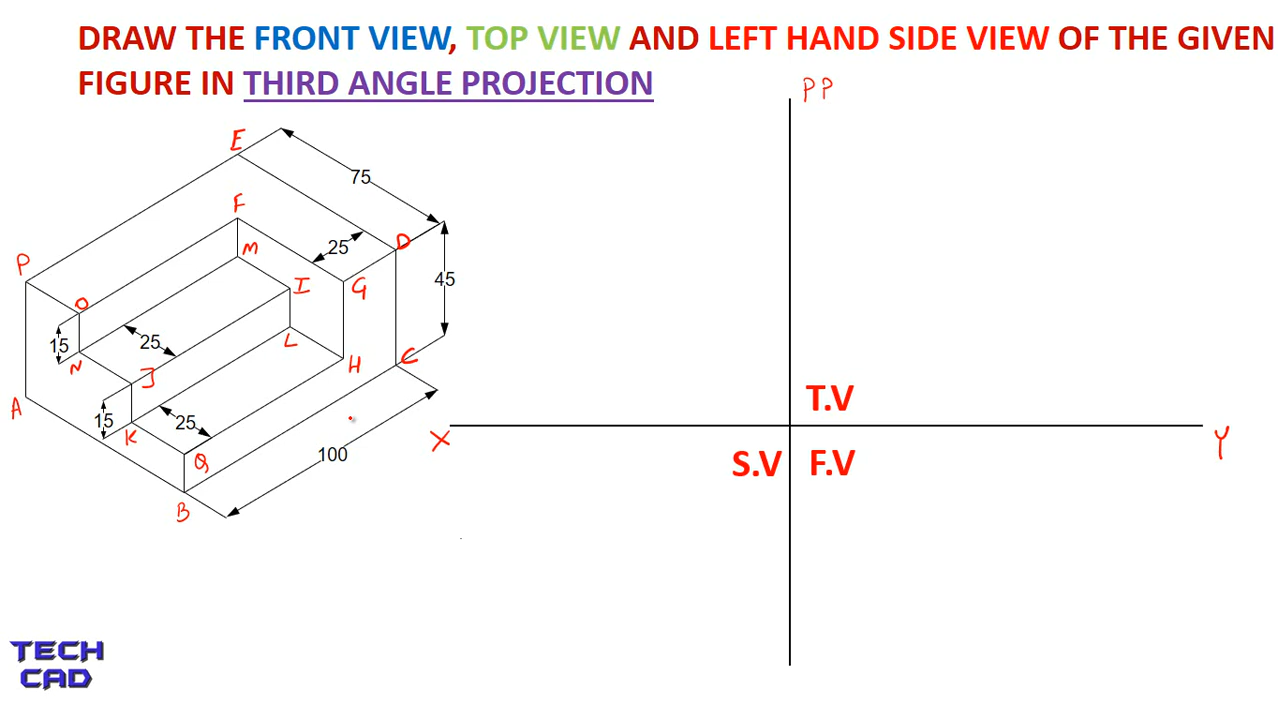 DRAW THE FRONT VIEW, TOP VIEW AND LEFT HAND SIDE VIEW OF THE GIVEN
FIGURE IN THIRD ANGLE PROJECTION
PP
E
75
F
M
25
D
P
I
G
45
O
15
N
25
J
L
H
C
A
15
K
25
Q
100
B
X
T.V
Y
S.V
F.V
TECH
CAD